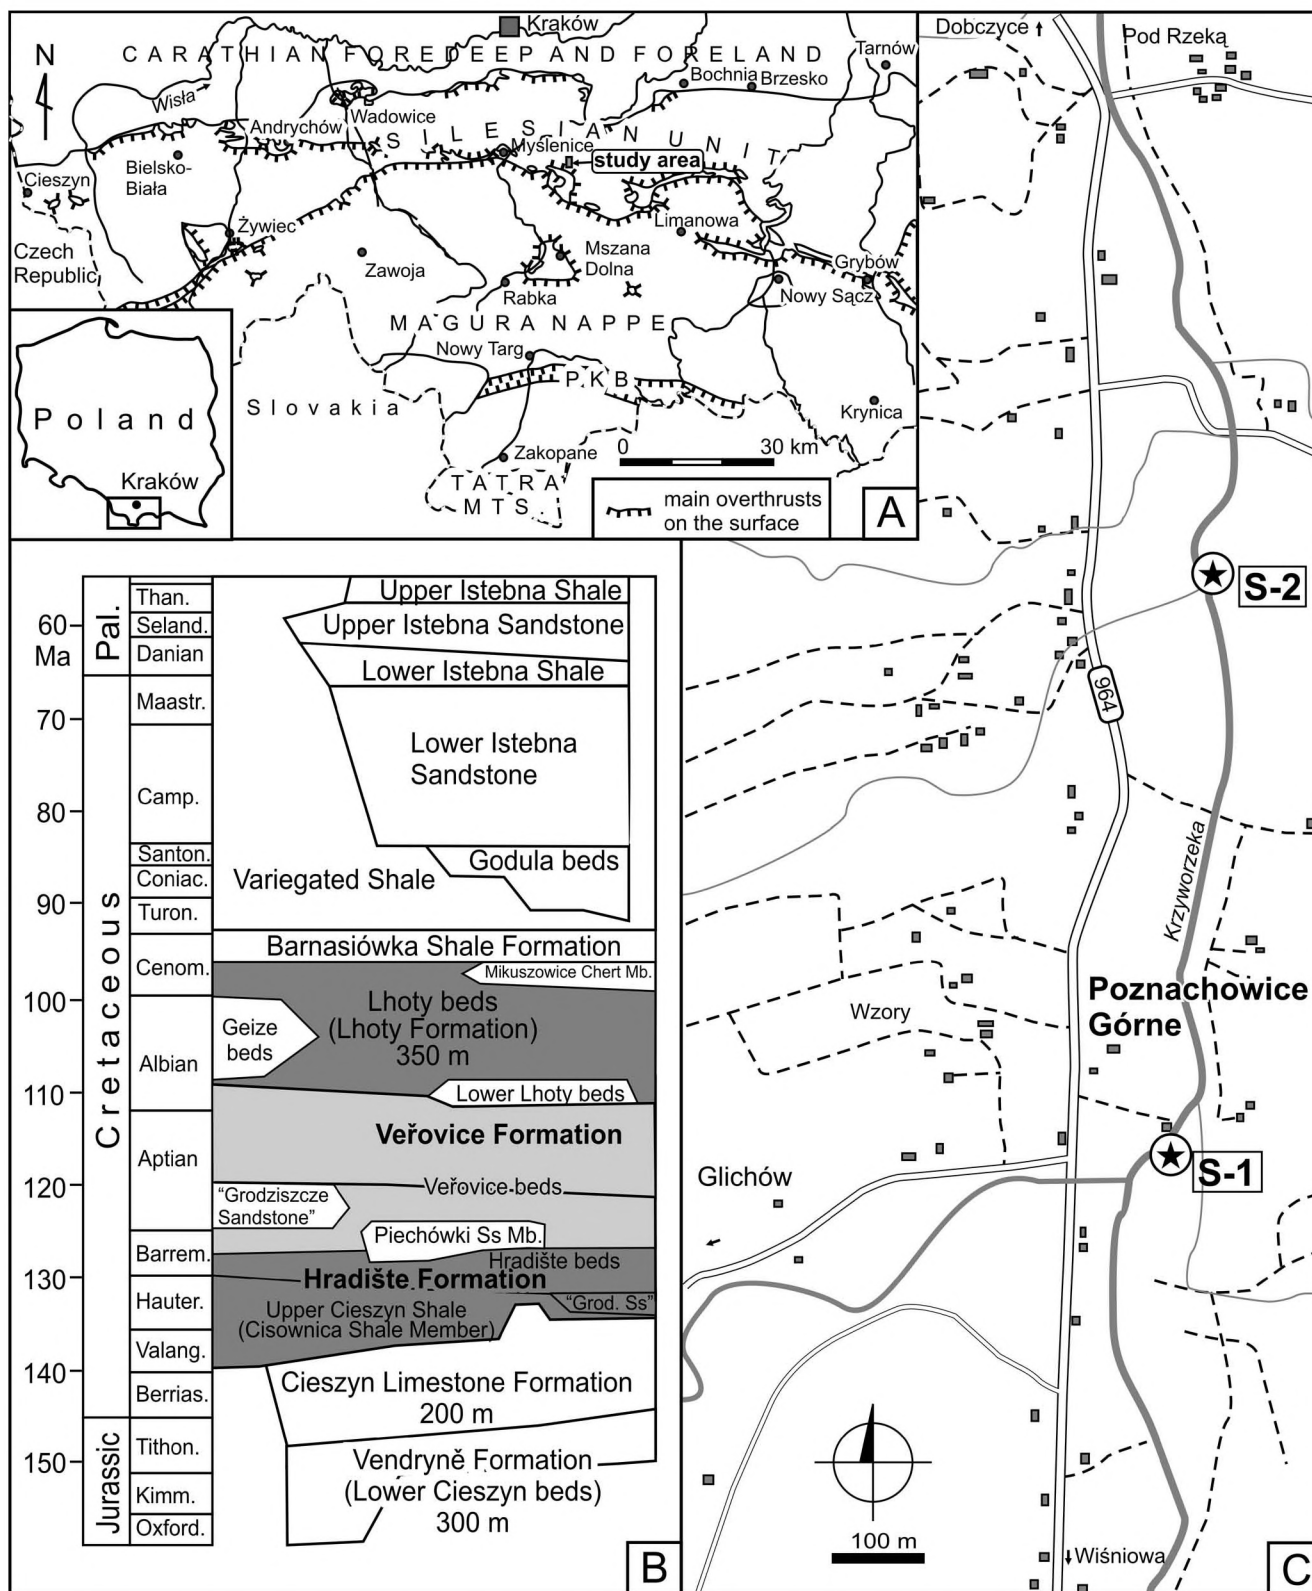 Kraków
CARATHIAN FOREDEEP AND FORELAND
Tarnów
N
Bochnia
Brzesko
Wisła
Wadowice
Andrychów
SILESIAN UNIT
Myślenice
study area
Bielsko-
Biała
Cieszyn
Limanowa
Żywiec
Czech
Republic
Mszana
Dolna
Grybów
Zawoja
Rabka
Nowy Sącz
MAGURA NAPPE
Nowy Targ
PKB
Slovakia
Krynica
Poland
0 30 km
Zakopane
Kraków
TATRA
MTS.
main overthrusts
on the surface
A
60
Ma
70
80
90
100
110
120
130
140
150
Pal.
Cretaceous
Jurassic
Than.
Seland.
Danian
Maastr.
Camp.
Santon.
Coniac.
Turon.
Cenom.
Albian
Aptian
Barrem.
Hauter.
Valang.
Berrias.
Tithon.
Kimm.
Oxford.
Upper Istebna Shale
Upper Istebna Sandstone
Lower Istebna Shale
Lower Istebna
Sandstone
Godula beds
Variegated Shale
Barnasiówka Shale Formation
Mikuszowice Chert Mb.
Lhoty beds
(Lhoty Formation)
350 m
Geize
beds
Lower Lhoty beds
Veřovice Formation
Veřovice beds
"Grodziszcze
Sandstone"
Piechówki Ss Mb.
Hradište beds
Hradište Formation
"Grod. Ss"
Upper Cieszyn Shale
(Cisownica Shale Member)
Cieszyn Limestone Formation
200 m
Vendryně Formation
(Lower Cieszyn beds)
300 m
B
Dobczyce
Pod Rzeką
S-2
964
Krzyworzeka
Poznachowice
Górne
Wzory
S-1
Glichów
100 m
Wiśniowa
C